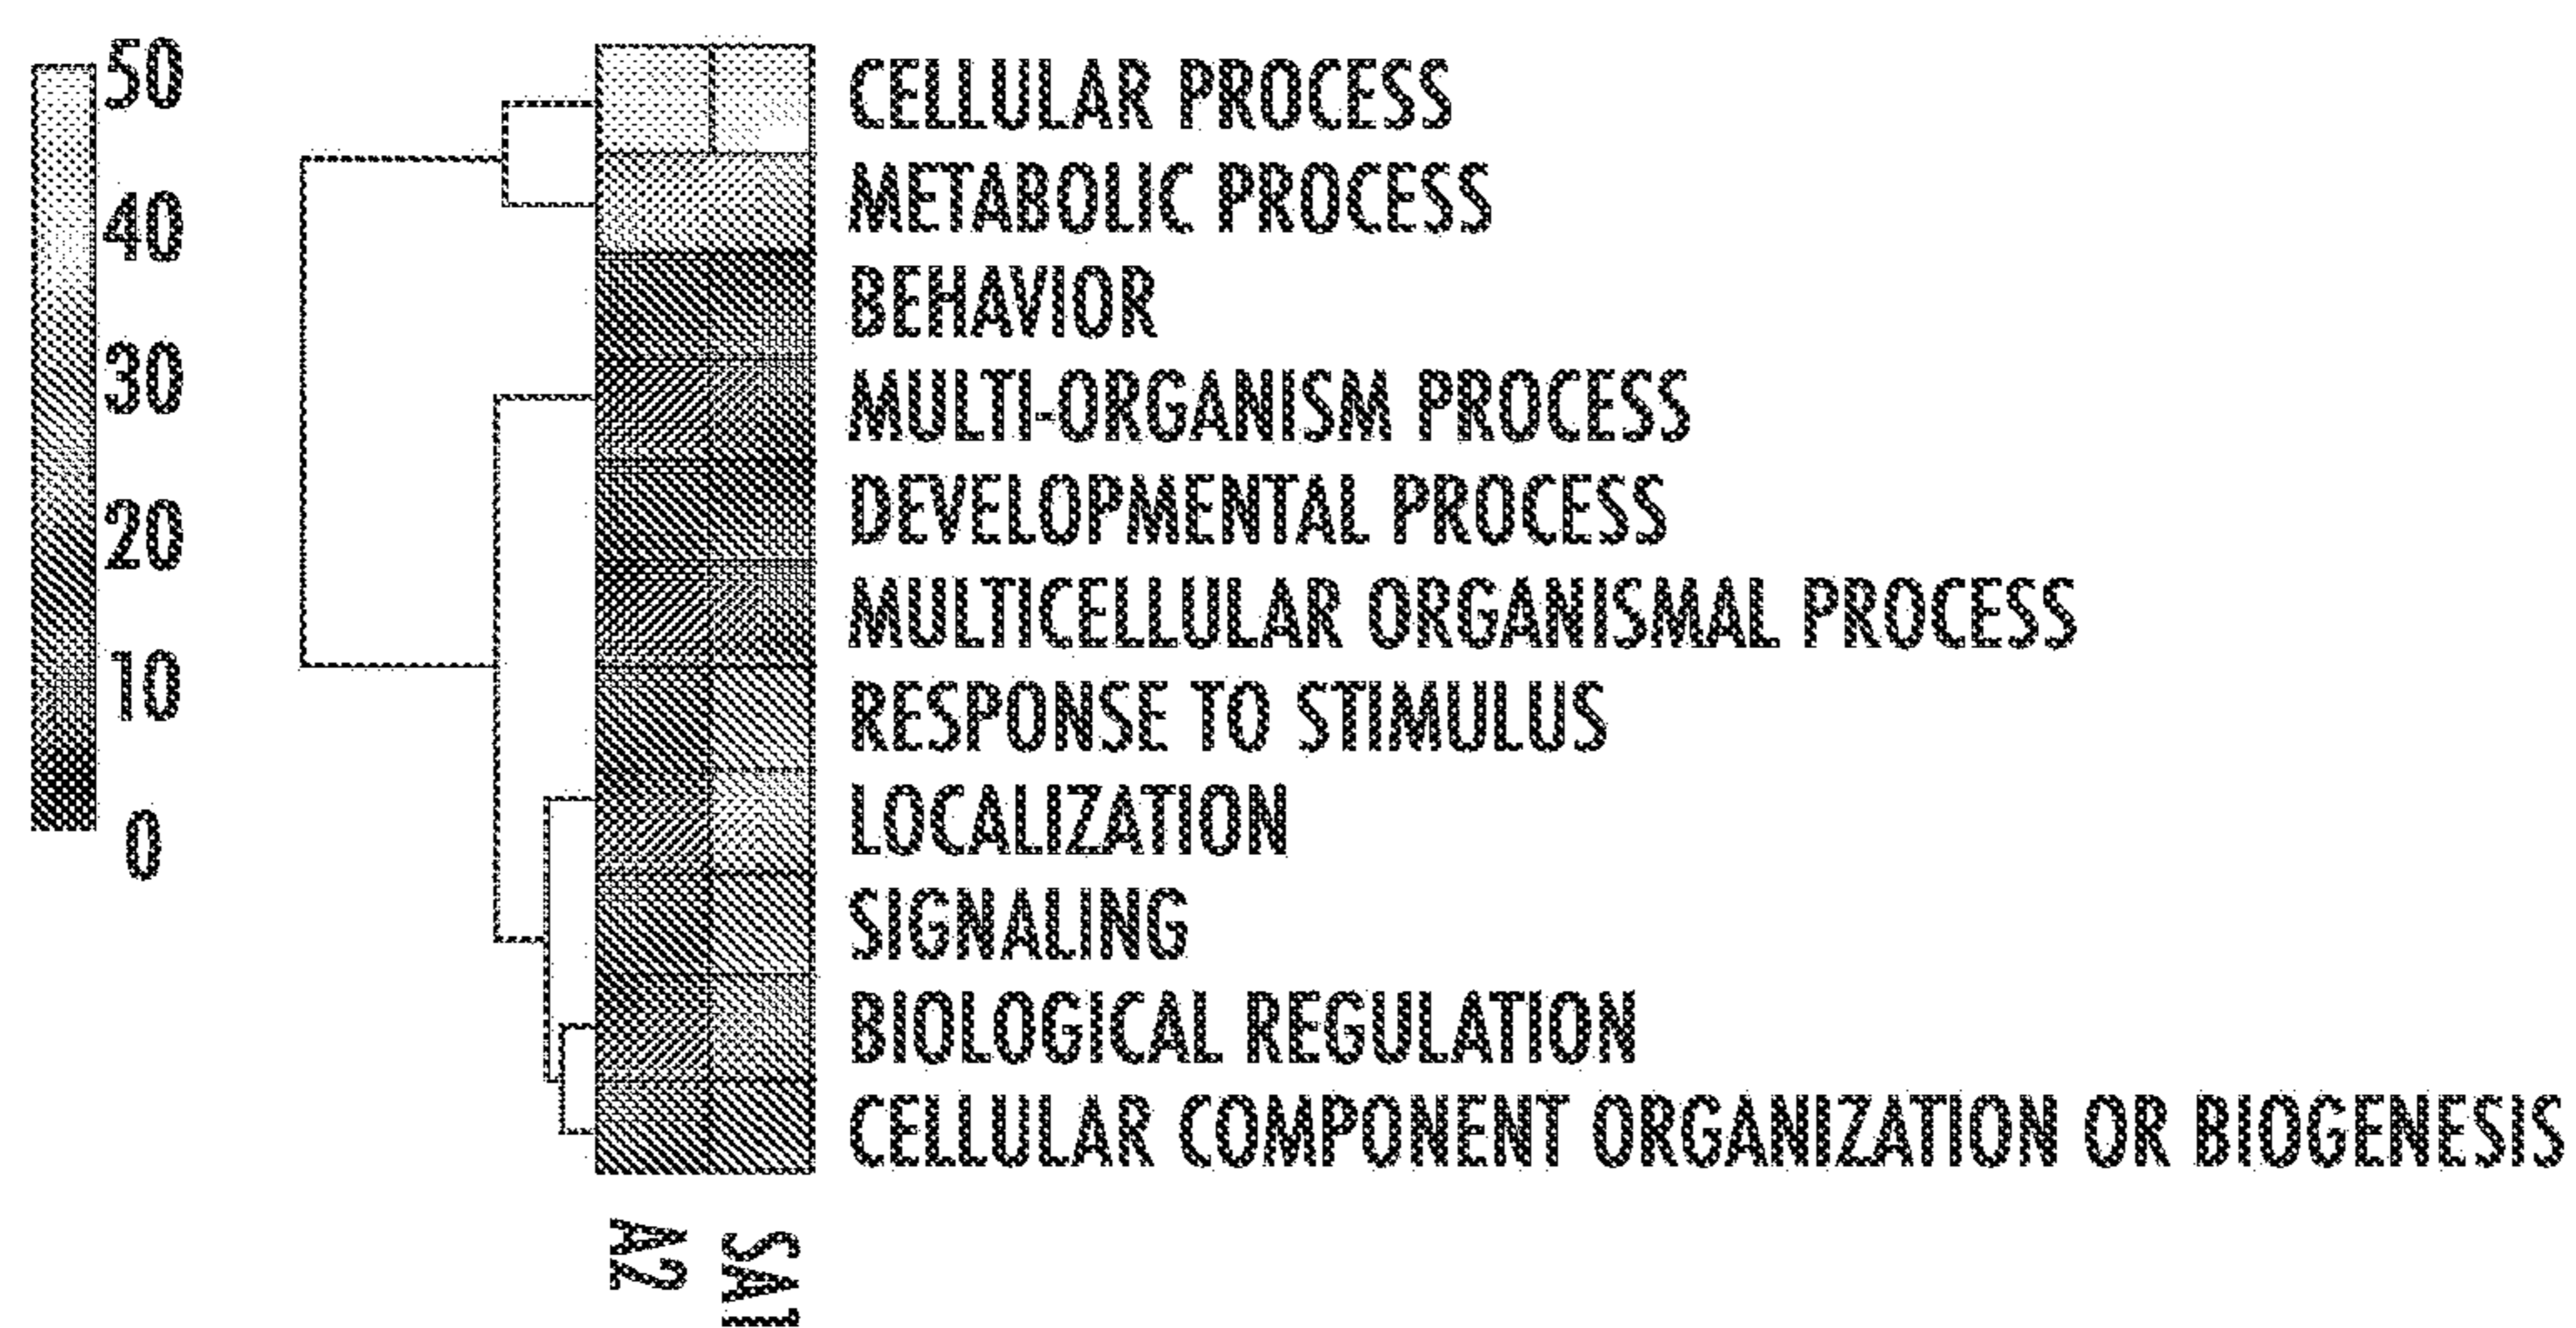 50
40
30
20
10
0
CELLULAR PROCESS
METABOLIC PROCESS
BEHAVIOR
MULTI-ORGANISM PROCESS
DEVELOPMENTAL PROCESS
MULTICELLULAR ORGANISMAL PROCESS
RESPONSE TO STIMULUS
LOCALIZATION
SIGNALING
BIOLOGICAL REGULATION
CELLULAR COMPONENT ORGANIZATION OR BIOGENESIS
A2
SA1